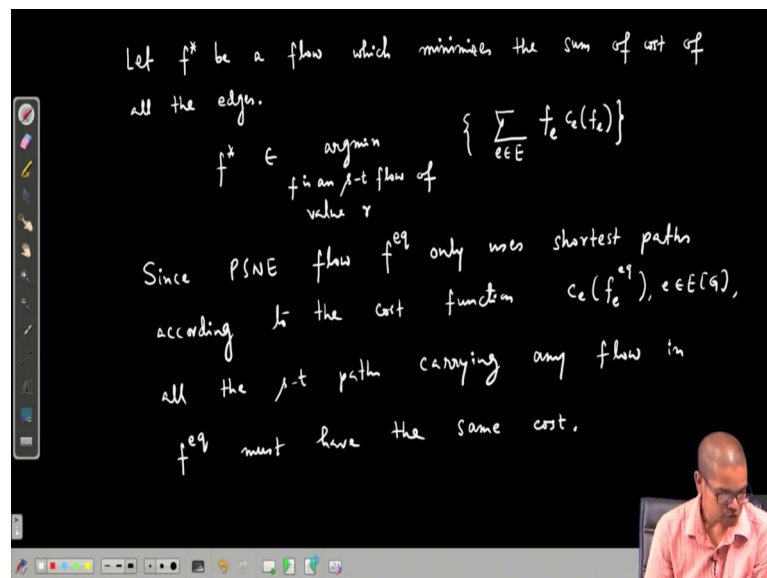 Let f* be a flow which minimises the sum of cost of
all the edges.
f* ∈ argmin { ∑ f_e c_e(f_e) }
f is an s-t flow of e∈E
value r
Since PSNE flow f^eq only uses shortest paths
according to the cost function c_e(f_e^eq), e∈E[G],
all the s-t path carrying any flow in
f^eq must have the same cost.